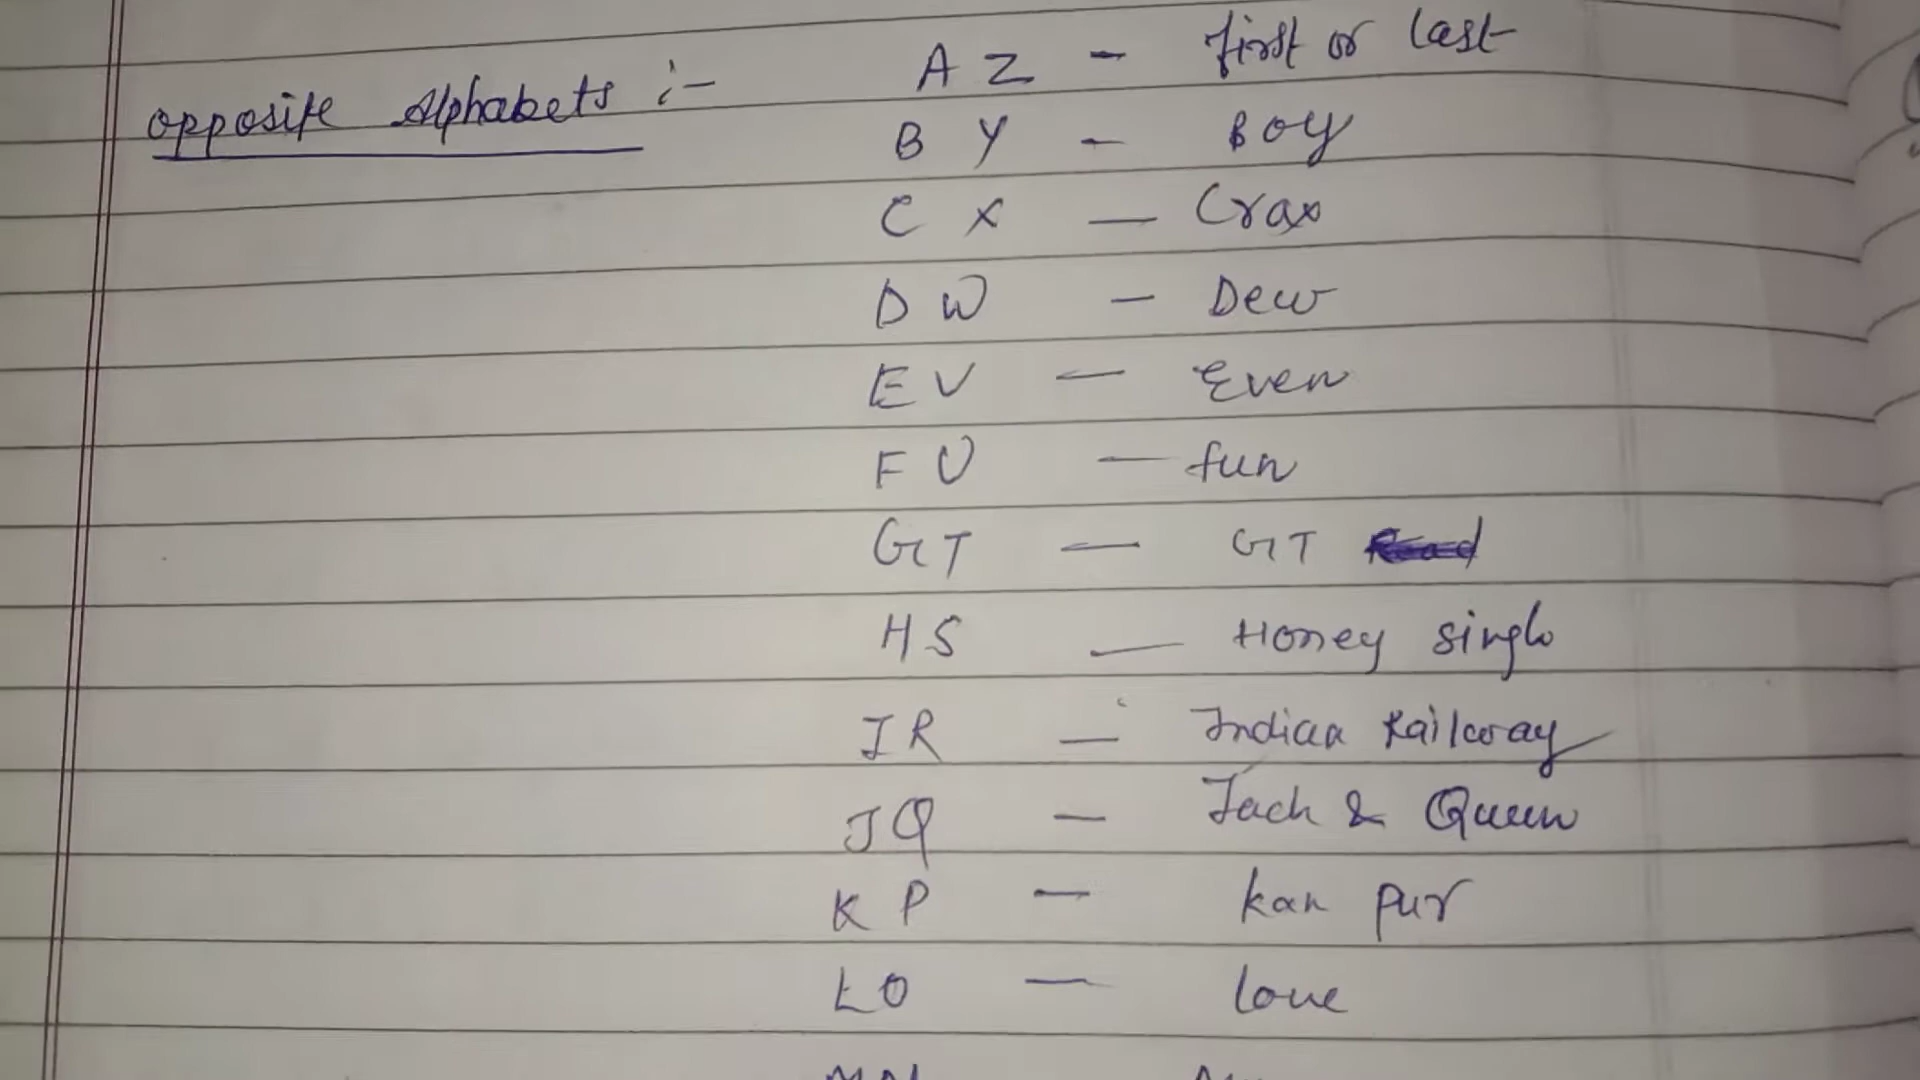 opposite Alphabets :-
A Z - first or last
B Y - Boy
C X - Crax
D W - Dew
E V - Even
F U - fun
G T - GT
H S - Honey singh
I R - Indian Railway
J Q - Jack & Queen
K P - kan pur
L O - love